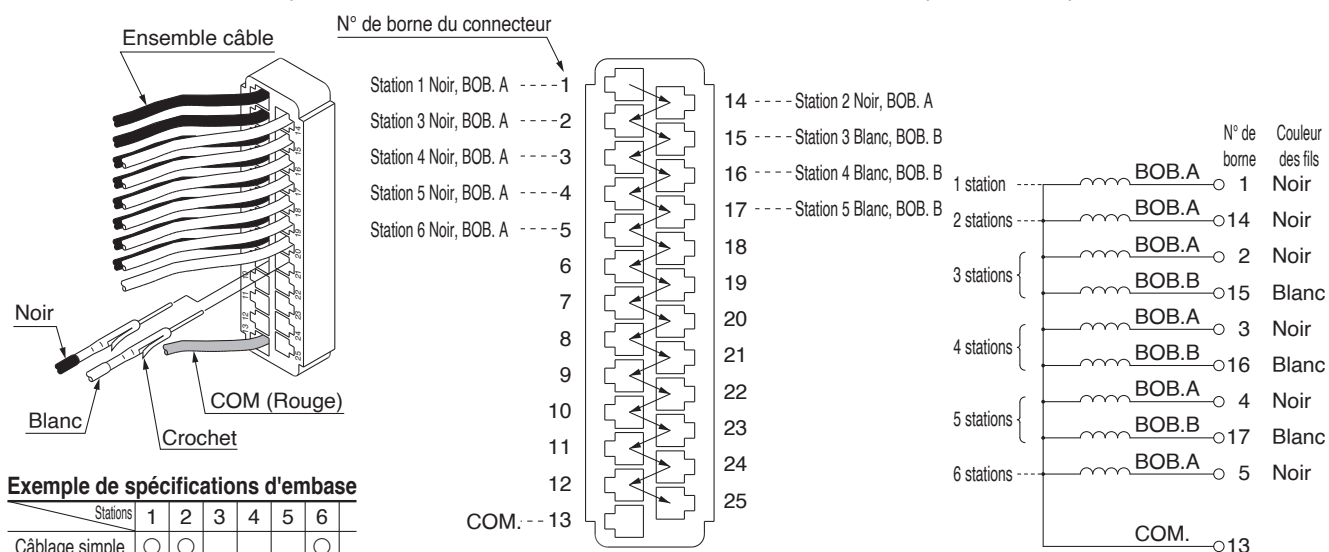 Ensemble câble
Noir
Blanc
Crochet
COM (Rouge)
N° de borne du connecteur
Station 1 Noir, BOB. A 1
Station 3 Noir, BOB. A 2
Station 4 Noir, BOB. A 3
Station 5 Noir, BOB. A 4
Station 6 Noir, BOB. A 5
6
7
8
9
10
11
12
COM. 13
14 Station 2 Noir, BOB. A
15 Station 3 Blanc, BOB. B
16 Station 4 Blanc, BOB. B
17 Station 5 Blanc, BOB. B
18
19
20
21
22
23
24
25
N° de borne
Couleur des fils
1 station BOB.A 1 Noir
2 stations BOB.A 14 Noir
3 stations BOB.A 2 Noir
BOB.B 15 Blanc
4 stations BOB.A 3 Noir
BOB.B 16 Blanc
5 stations BOB.A 4 Noir
BOB.B 17 Blanc
6 stations BOB.A 5 Noir
COM. 13
Exemple de spécifications d'embase
Stations 1 2 3 4 5 6
Câblage simple